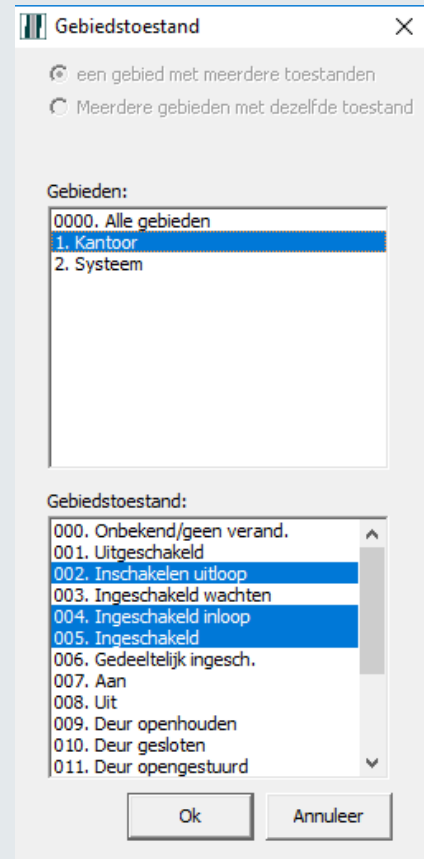 Gebiedstoestand
een gebied met meerdere toestanden
Meerdere gebieden met dezelfde toestand
Gebieden:
0000. Alle gebieden
1. Kantoor
2. Systeem
Gebiedstoestand:
000. Onbekend/geen verand.
001. Uitgeschakeld
002. Inschakelen uitloop
003. Ingeschakeld wachten
004. Ingeschakeld inloop
005. Ingeschakeld
006. Gedeeltelijk ingesch.
007. Aan
008. Uit
009. Deur openhouden
010. Deur gesloten
011. Deur opengestuurd
Ok
Annuleer